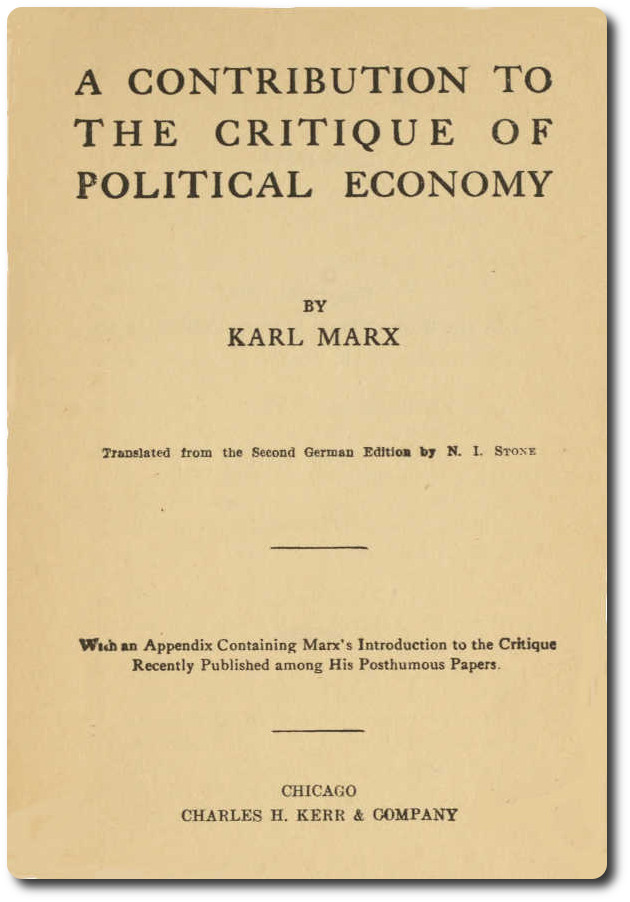 A CONTRIBUTION TO
THE CRITIQUE OF
POLITICAL ECONOMY
BY
KARL MARX
Translated from the Second German Edition by N. I. STONE
With an Appendix Containing Marx's Introduction to the Critique
Recently Published among His Posthumous Papers.
CHICAGO
CHARLES H. KERR & COMPANY